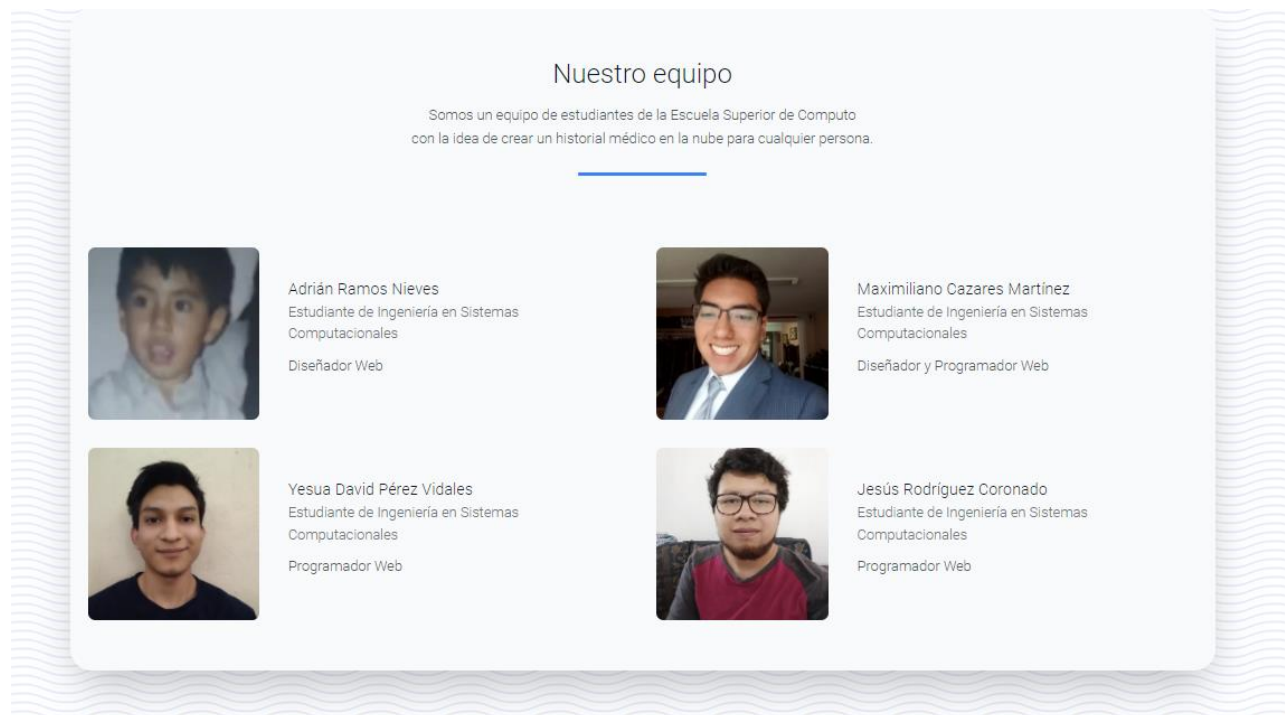 Nuestro equipo
Somos un equipo de estudiantes de la Escuela Superior de Computo
con la idea de crear un historial médico en la nube para cualquier persona.
Adrián Ramos Nieves
Estudiante de Ingeniería en Sistemas
Computacionales
Diseñador Web
Maximiliano Cazares Martínez
Estudiante de Ingeniería en Sistemas
Computacionales
Diseñador y Programador Web
Yesua David Pérez Vidales
Estudiante de Ingeniería en Sistemas
Computacionales
Programador Web
Jesús Rodríguez Coronado
Estudiante de Ingeniería en Sistemas
Computacionales
Programador Web